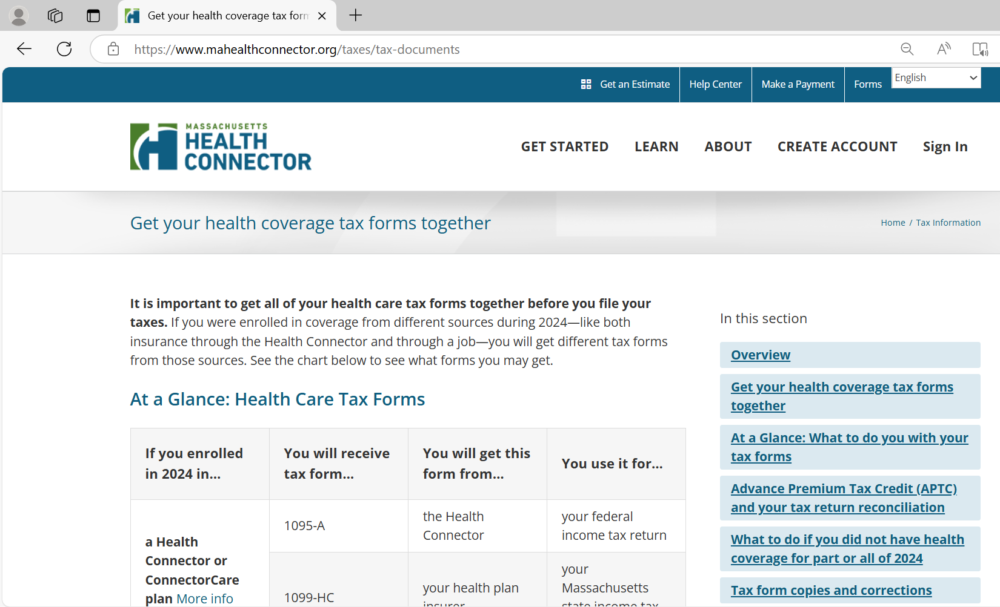 Get your health coverage tax form
https://www.mahealthconnector.org/taxes/tax-documents
Get an Estimate
Help Center
Make a Payment
Forms
English
MASSACHUSETTS
HEALTH
CONNECTOR
GET STARTED
LEARN
ABOUT
CREATE ACCOUNT
Sign In
Get your health coverage tax forms together
Home / Tax Information
It is important to get all of your health care tax forms together before you file your
taxes. If you were enrolled in coverage from different sources during 2024—like both
insurance through the Health Connector and through a job—you will get different tax forms
from those sources. See the chart below to see what forms you may get.
At a Glance: Health Care Tax Forms
If you enrolled
in 2024 in...
You will receive
tax form...
You will get this
form from...
You use it for...
a Health
Connector or
ConnectorCare
plan More info
1095-A
the Health
Connector
your federal
income tax return
1099-HC
your health plan
insurer
your
Massachusetts
state income tax
In this section
Overview
Get your health coverage tax forms
together
At a Glance: What to do you with your
tax forms
Advance Premium Tax Credit (APTC)
and your tax return reconciliation
What to do if you did not have health
coverage for part or all of 2024
Tax form copies and corrections